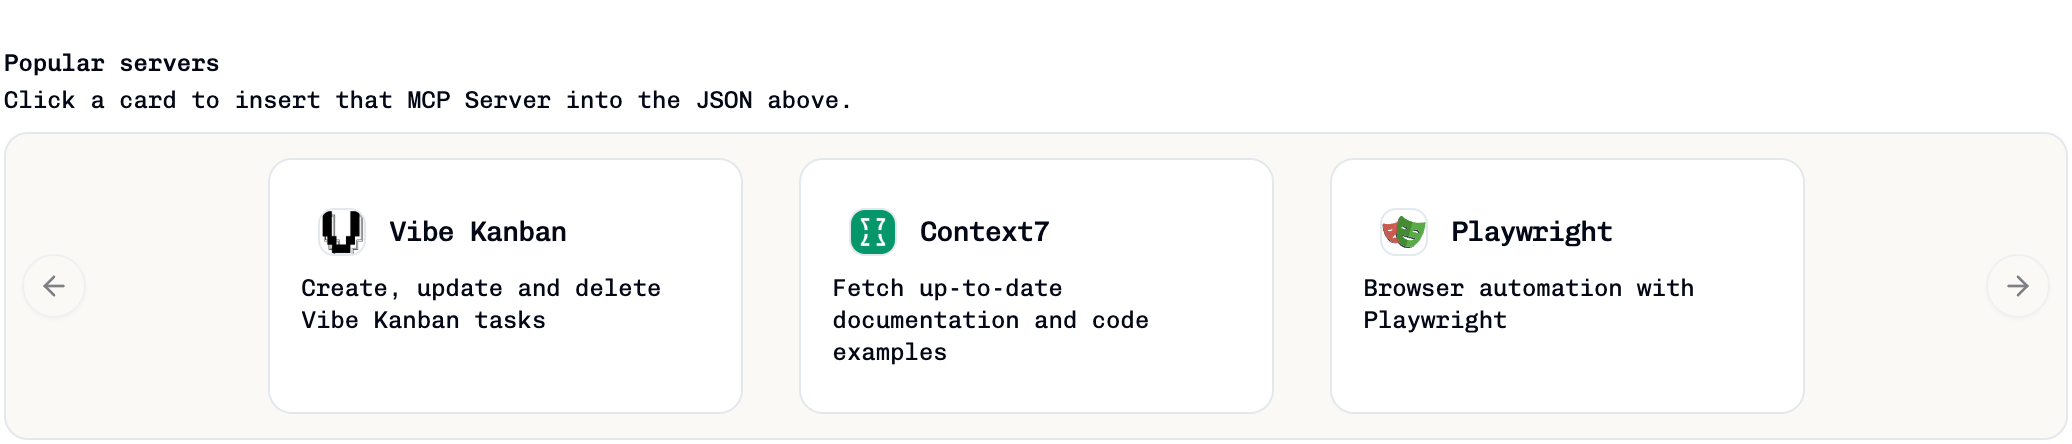 Popular servers
Click a card to insert that MCP Server into the JSON above.
Vibe Kanban
Create, update and delete
Vibe Kanban tasks
Context7
Fetch up-to-date
documentation and code
examples
Playwright
Browser automation with
Playwright